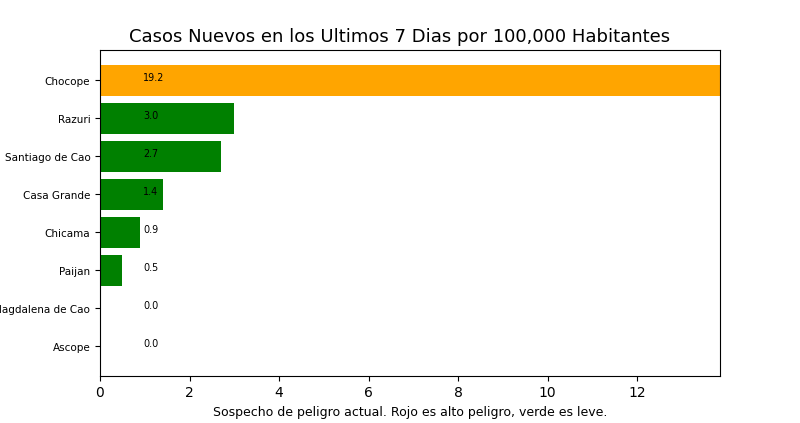 Casos Nuevos en los Ultimos 7 Dias por 100,000 Habitantes
Chocope 19.2
Razuri 3.0
Santiago de Cao 2.7
Casa Grande 1.4
Chicama 0.9
Paijan 0.5
agdalena de Cao 0.0
Ascope 0.0
0 2 4 6 8 10 12
Sospecho de peligro actual. Rojo es alto peligro, verde es leve.